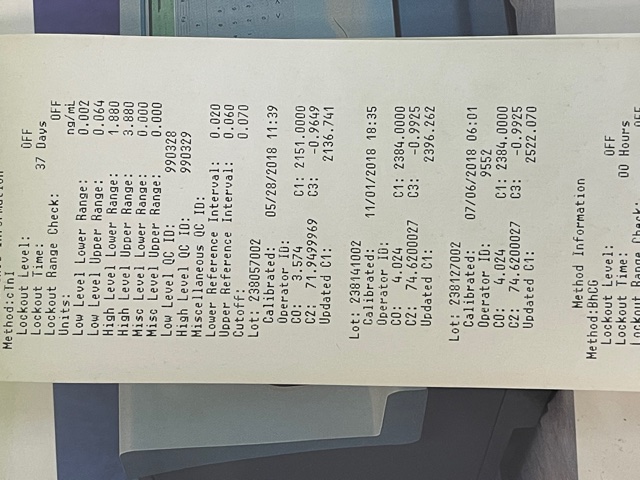 Method:cTnI
Lockout Level: OFF
Lockout Time: 37 Days
Lockout Range Check: OFF
Units: ng/mL
Low Level Lower Range: 0.002
Low Level Upper Range: 0.064
High Level Lower Range: 1.880
High Level Upper Range: 3.880
Misc Level Lower Range: 0.000
Misc Level Upper Range: 0.000
Low Level QC ID: 990328
High Level QC ID: 990329
Miscellaneous QC ID:
Lower Reference Interval: 0.020
Upper Reference Interval: 0.060
Cutoff: 0.070
Lot: 238057002
Calibrated: 05/28/2018 11:39
Operator ID:
C0: 3.574 C1: 2151.0000
C2: 71.9499969 C3: -0.9649
Updated C1: 2136.741
Lot: 238141002
Calibrated: 11/01/2018 18:35
Operator ID:
C0: 4.024 C1: 2384.0000
C2: 74.6200027 C3: -0.9925
Updated C1: 2396.262
Lot: 238127002
Calibrated: 07/06/2018 06:01
Operator ID: 9552
C0: 4.024 C1: 2384.0000
C2: 74.6200027 C3: -0.9925
Updated C1: 2522.070
Method Information
Method:BhCG
Lockout Level: OFF
Lockout Time: 00 Hours
Lockout Range Check: